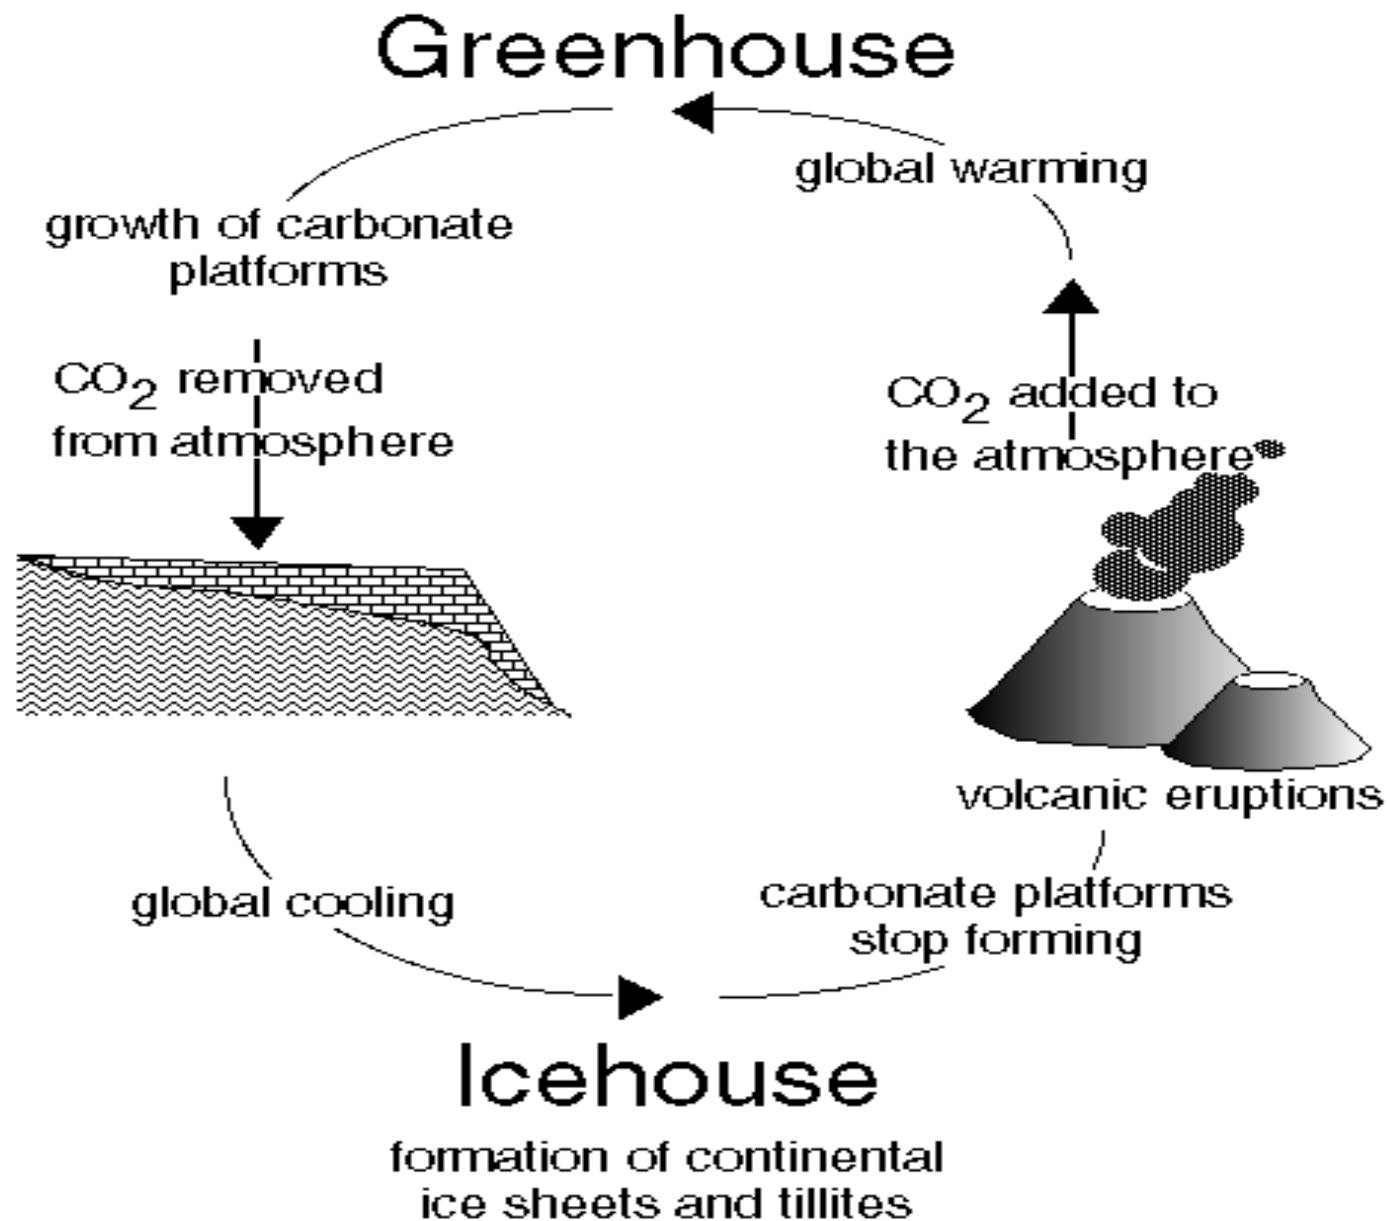 Greenhouse
global warming
growth of carbonate
platforms
CO₂ removed
from atmosphere
CO₂ added to
the atmosphere
volcanic eruptions
global cooling
carbonate platforms
stop forming
Icehouse
formation of continental
ice sheets and tillites